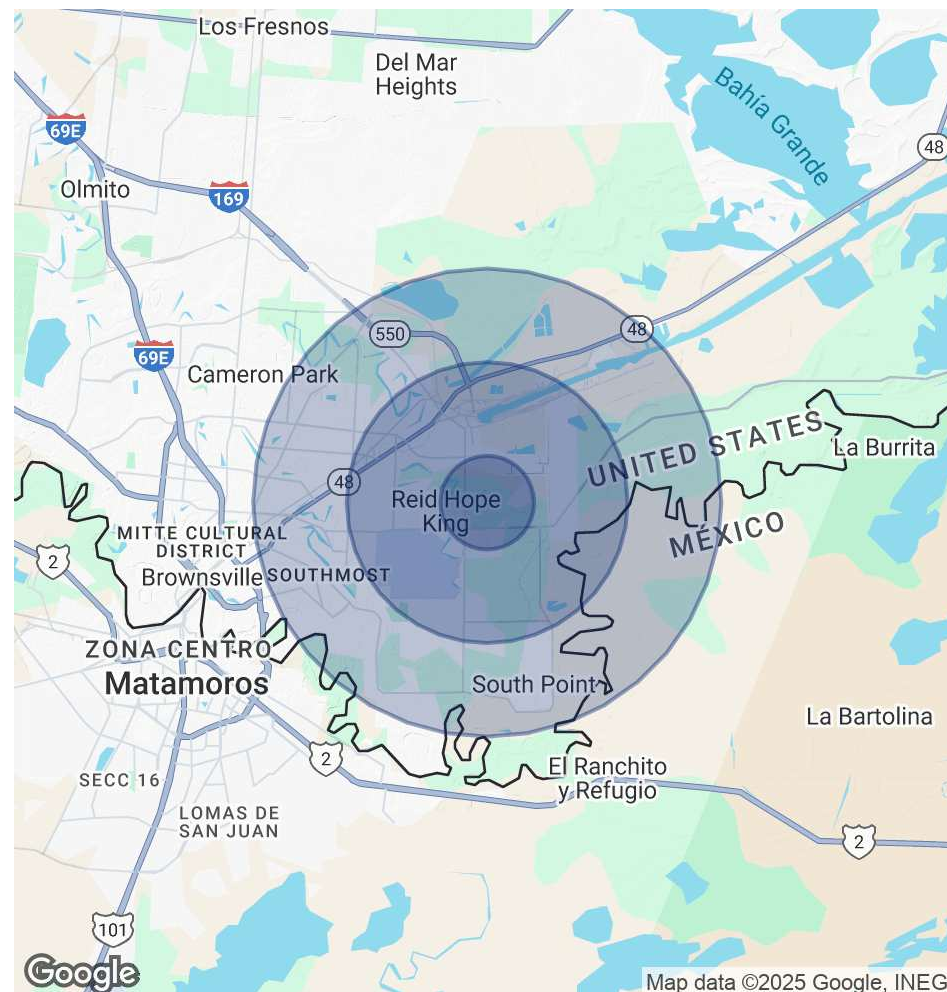 Los Fresnos
Del Mar
Heights
Bahía Grande
69E
48
Olmito
169
550
48
69E
Cameron Park
UNITED STATES
La Burrita
48
Reid Hope
King
MÉXICO
MITTE CULTURAL
DISTRICT
2
Brownsville
SOUTHMOST
ZONA CENTRO
Matamoros
South Point
La Bartolina
2
El Ranchito
y Refugio
SECC 16
LOMAS DE
SAN JUAN
2
101
Google
Map data ©2025 Google, INEG